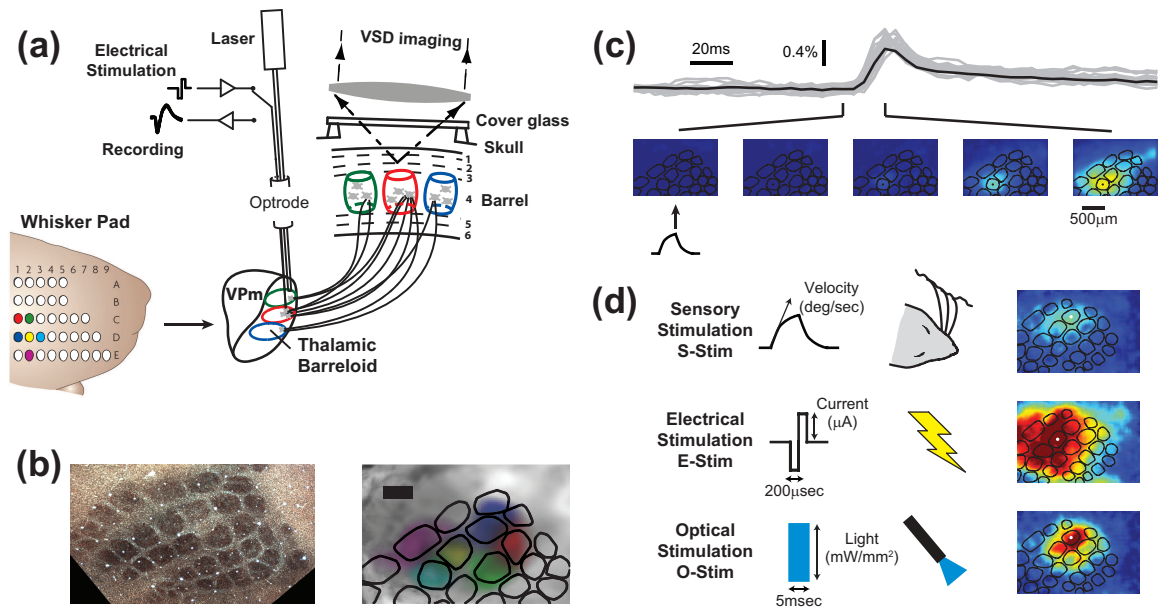 (a)
Laser
VSD imaging
Electrical
Stimulation
Recording
Cover glass
Skull
1
2
3
4
5
6
Barrel
Optrode
Whisker Pad
1 2 3 4 5 6 7 8 9
A
B
C
D
E
VPm
Thalamic
Barreloid
(b)
(c)
20ms
0.4%
500μm
(d)
Sensory
Stimulation
S-Stim
Velocity
(deg/sec)
Electrical
Stimulation
E-Stim
Current
(μA)
200μsec
Optical
Stimulation
O-Stim
Light
(mW/mm²)
5msec